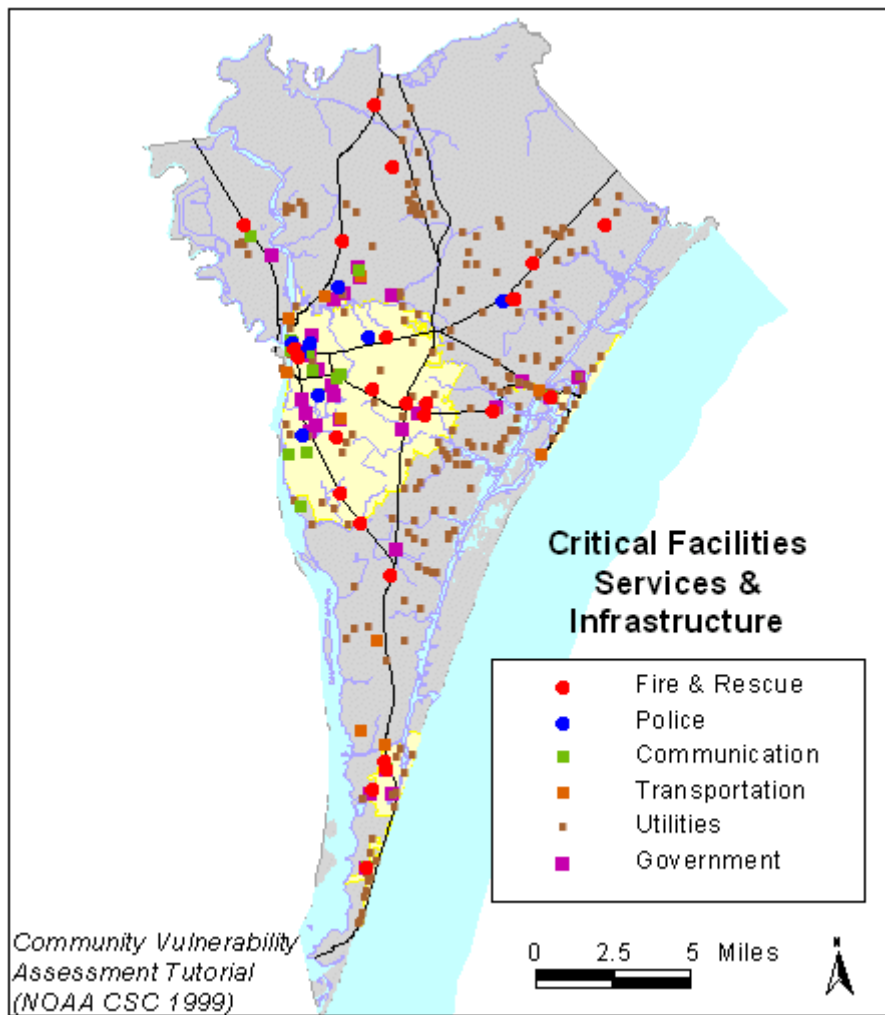 Critical Facilities
Services &
Infrastructure
Fire & Rescue
Police
Communication
Transportation
Utilities
Government
Community Vulnerability
Assessment Tutorial
(NOAA CSC 1999)
0 2.5 5 Miles
N